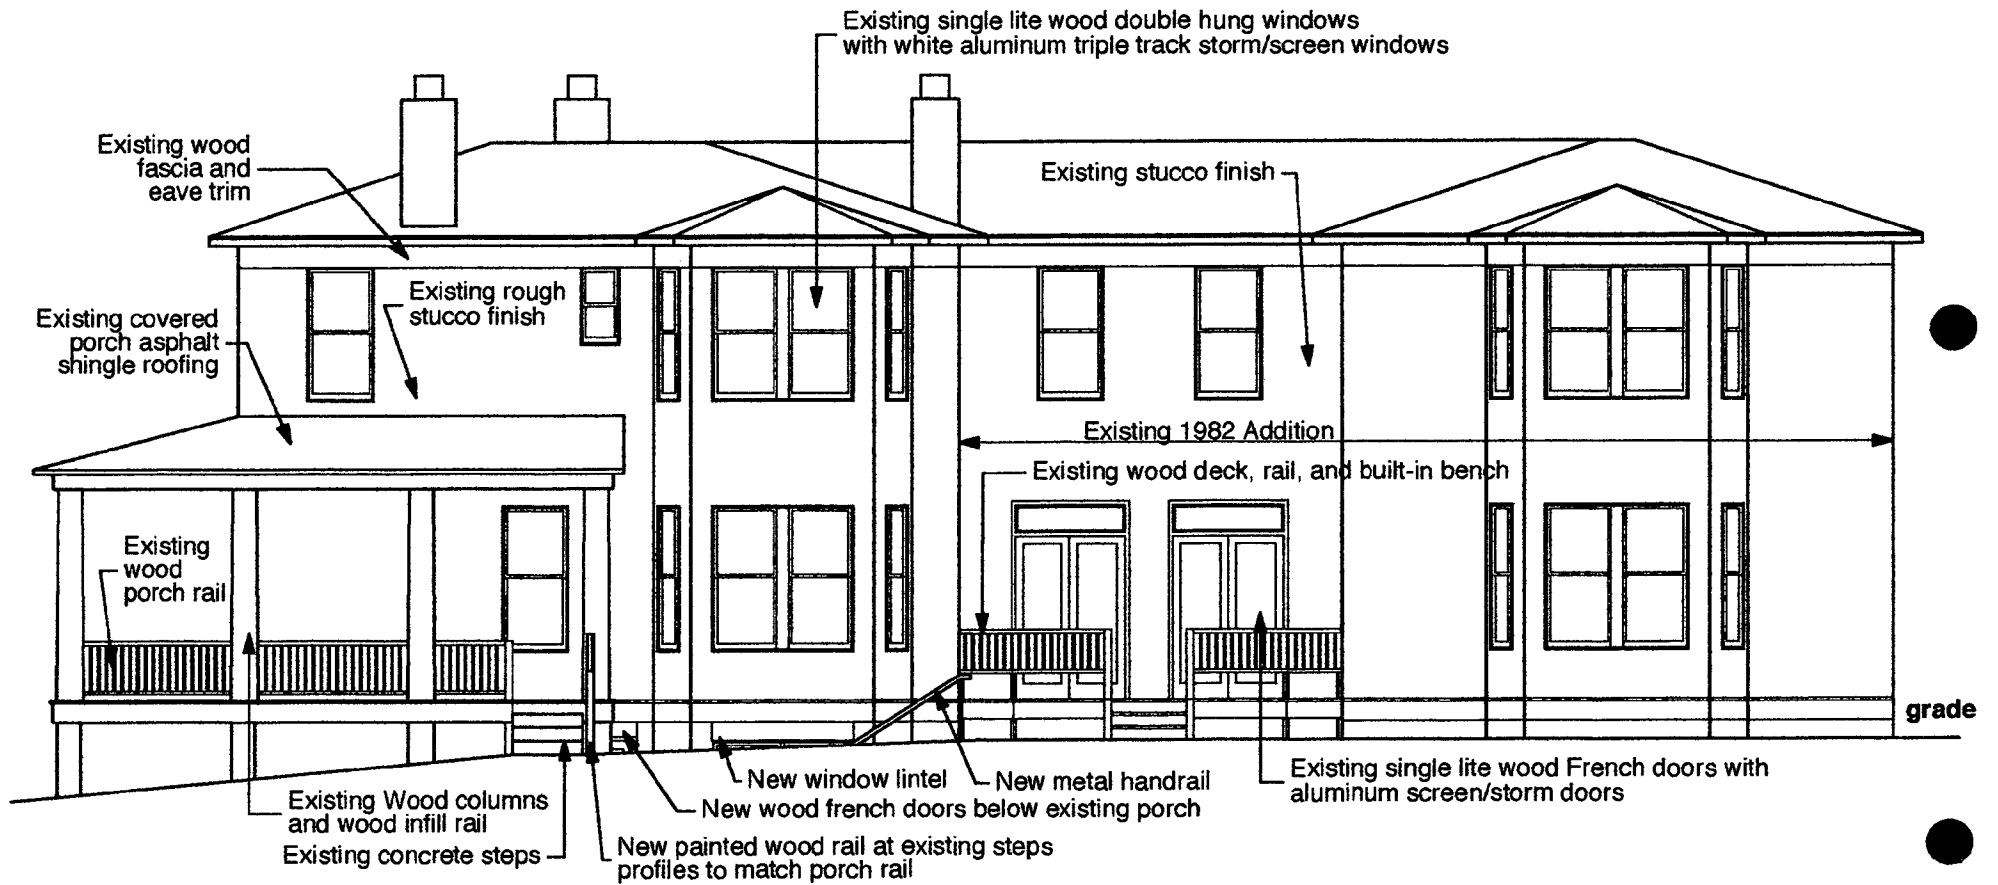 Existing single lite wood double hung windows
with white aluminum triple track storm/screen windows
Existing wood
fascia and
eave trim
Existing stucco finish
Existing rough
stucco finish
Existing covered
porch asphalt
shingle roofing
Existing 1982 Addition
Existing wood deck, rail, and built-in bench
Existing
wood
porch rail
grade
New window lintel
New metal handrail
Existing single lite wood French doors with
aluminum screen/storm doors
Existing Wood columns
and wood infill rail
New wood french doors below existing porch
Existing concrete steps
New painted wood rail at existing steps
profiles to match porch rail